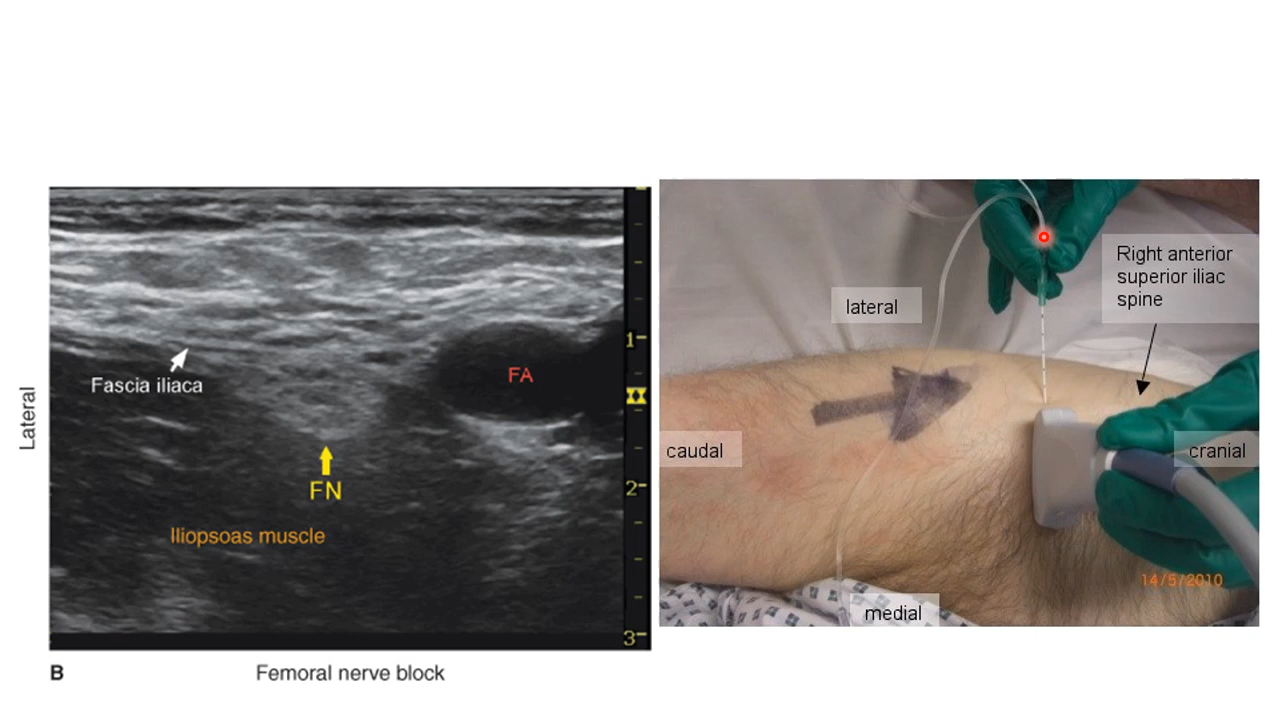 Lateral
Fascia iliaca
FA
FN
Iliopsoas muscle
1
2
3
B
Femoral nerve block
Right anterior
superior iliac
spine
lateral
caudal
cranial
14/5/2010
medial